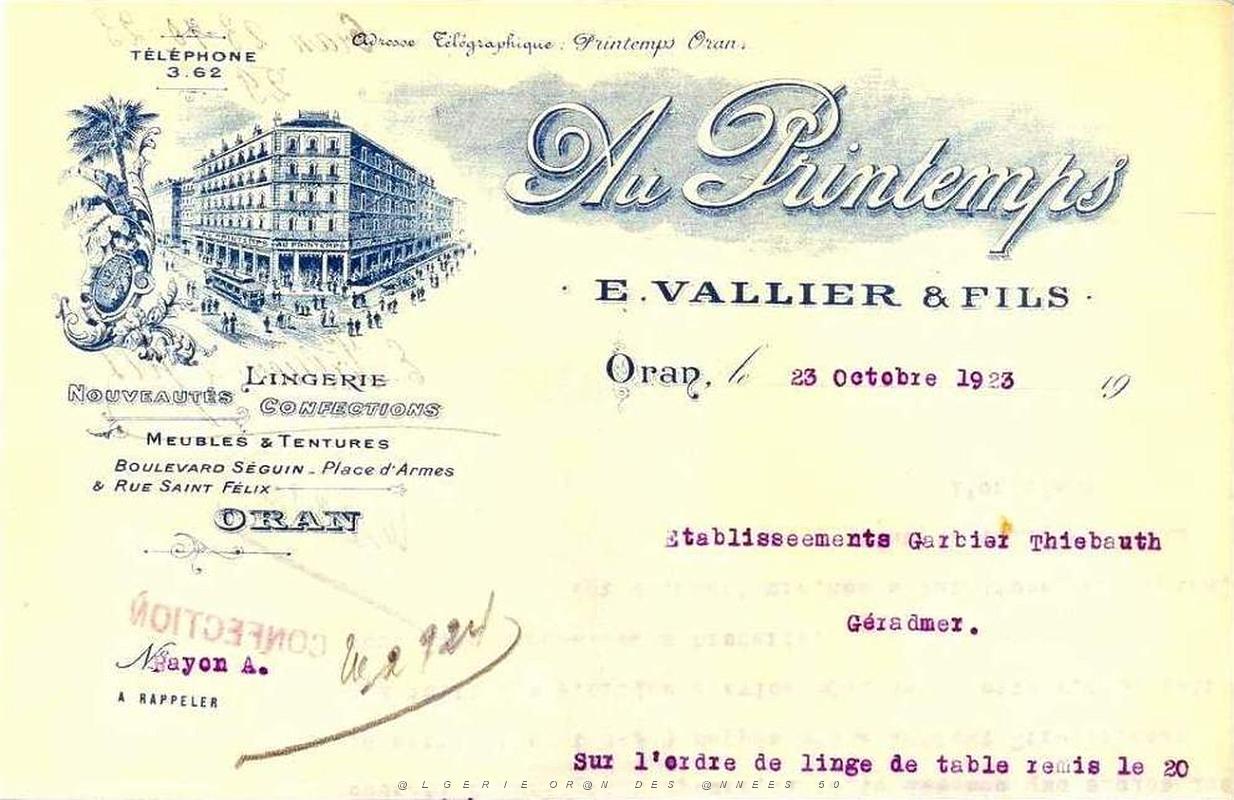 Adresse Télégraphique : Printemps Oran.
TÉLÉPHONE
3.62
Au Printemps
AU PRINTEMPS
E. VALLIER & FILS
Oran, le 23 Octobre 1923 19
LINGERIE
NOUVEAUTÉS
CONFECTIONS
MEUBLES & TENTURES
BOULEVARD SÉGUIN - Place d'Armes
& RUE SAINT FÉLIX
ORAN
Etablisseements Garbier Thiebauth
Géradmer.
CONFECTION
N Rayon A.
A RAPPELER
Sur l'ordre de linge de table remis le 20
@LGERIE OR@N DES @NNEES 50